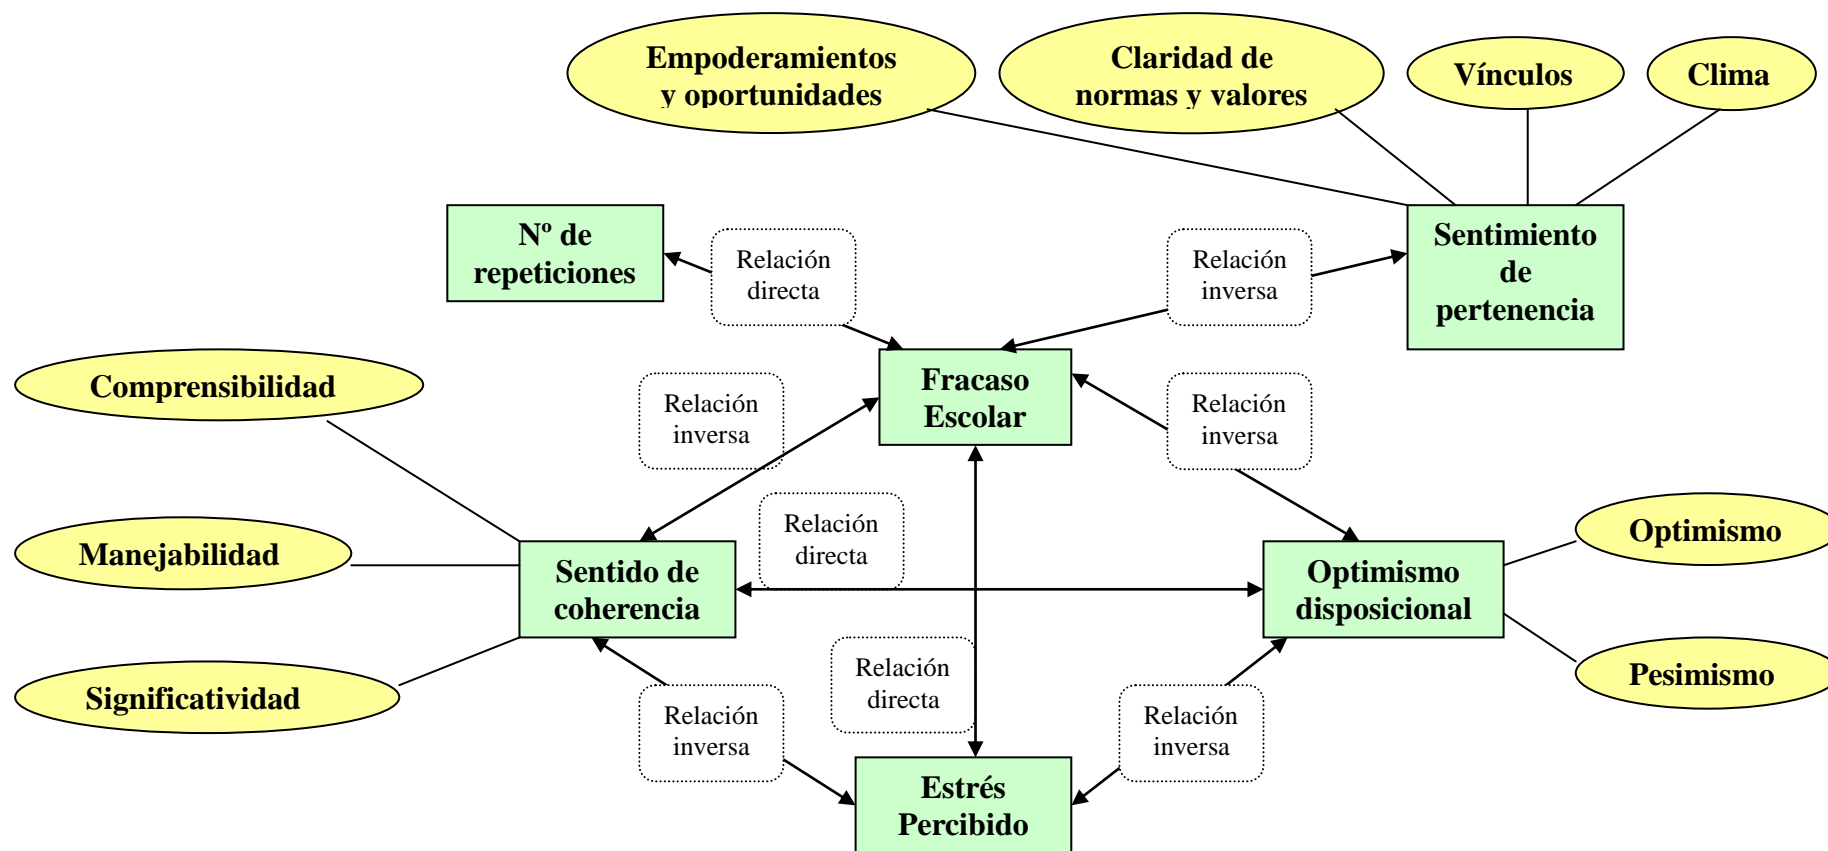 Empoderamientos
y oportunidades
Claridad de
normas y valores
Vínculos
Clima
Nº de
repeticiones
Relación
directa
Relación
inversa
Sentimiento
de
pertenencia
Fracaso
Escolar
Comprensibilidad
Relación
inversa
Relación
inversa
Relación
directa
Manejabilidad
Sentido de
coherencia
Optimismo
disposicional
Optimismo
Significatividad
Relación
inversa
Relación
directa
Relación
inversa
Pesimismo
Estrés
Percibido